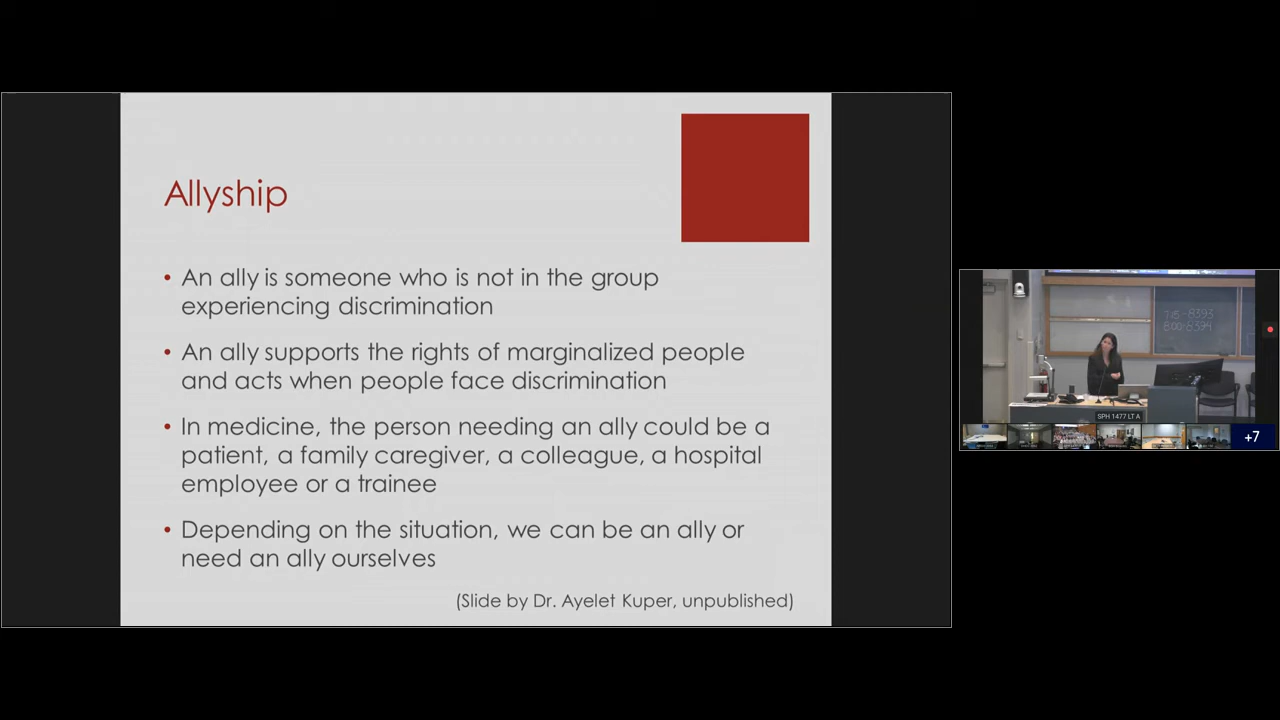 Allyship
• An ally is someone who is not in the group
experiencing discrimination
• An ally supports the rights of marginalized people
and acts when people face discrimination
• In medicine, the person needing an ally could be a
patient, a family caregiver, a colleague, a hospital
employee or a trainee
• Depending on the situation, we can be an ally or
need an ally ourselves
(Slide by Dr. Ayelet Kuper, unpublished)
SPH 1477 LT A
+7